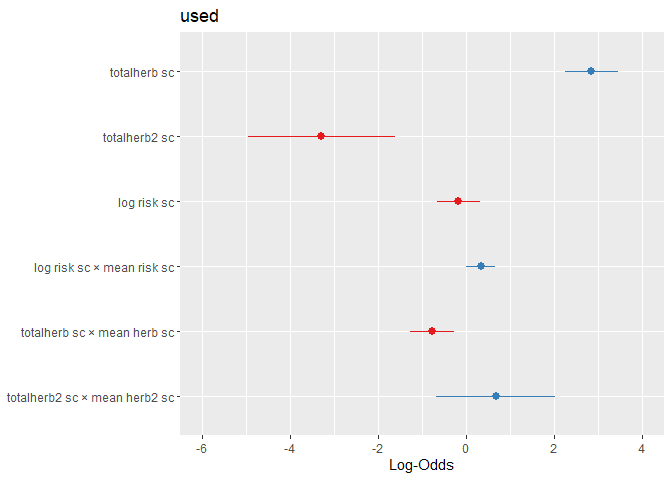 used
totalherb sc
totalherb2 sc
log risk sc
log risk sc × mean risk sc
totalherb sc × mean herb sc
totalherb2 sc × mean herb2 sc
-6 -4 -2 0 2 4
Log-Odds